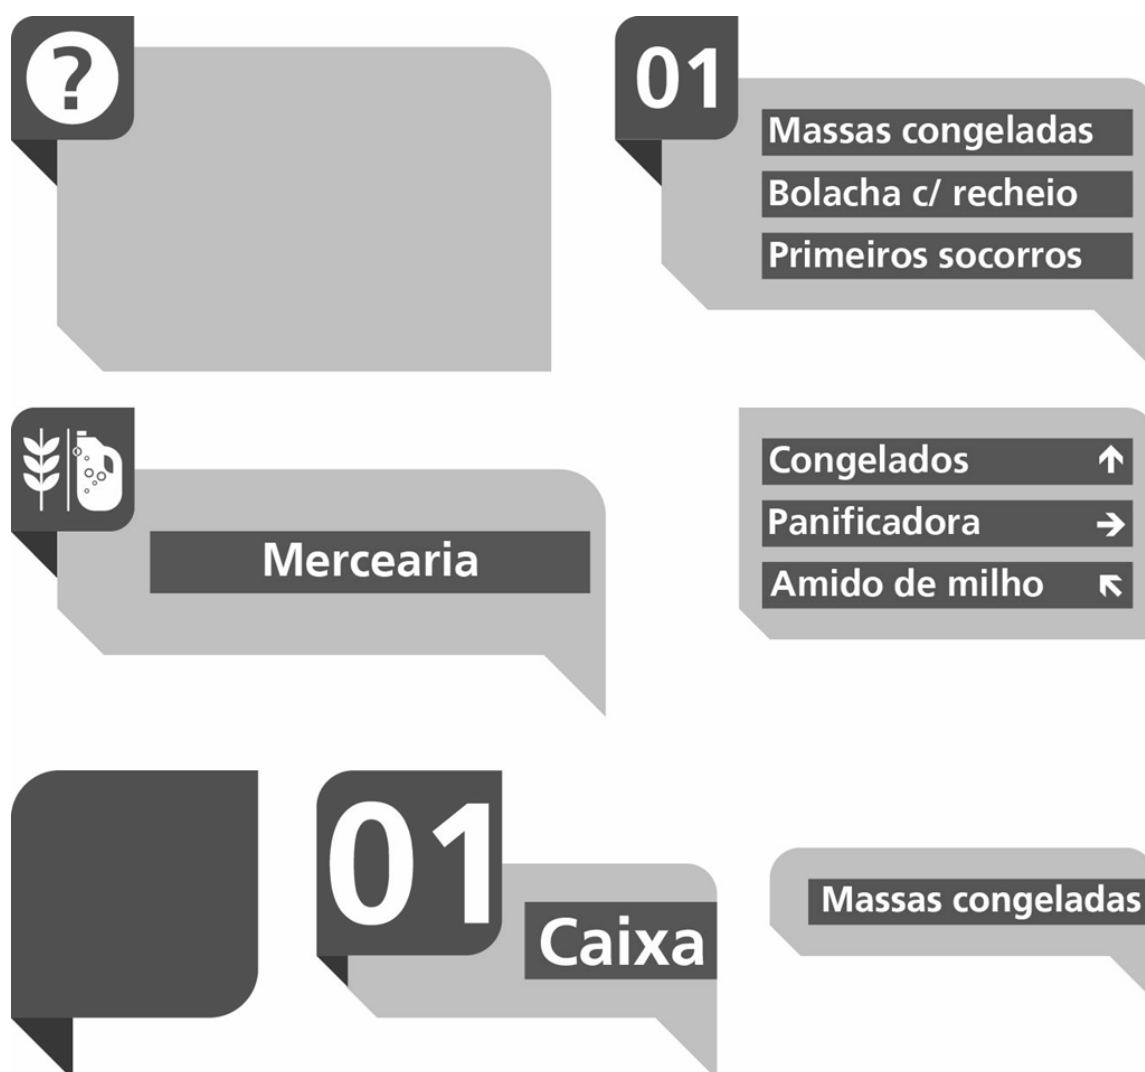 ?
01
Massas congeladas
Bolacha c/ recheio
Primeiros socorros
Mercearia
Congelados ↑
Panificadora →
Amido de milho ↖
01
Caixa
Massas congeladas